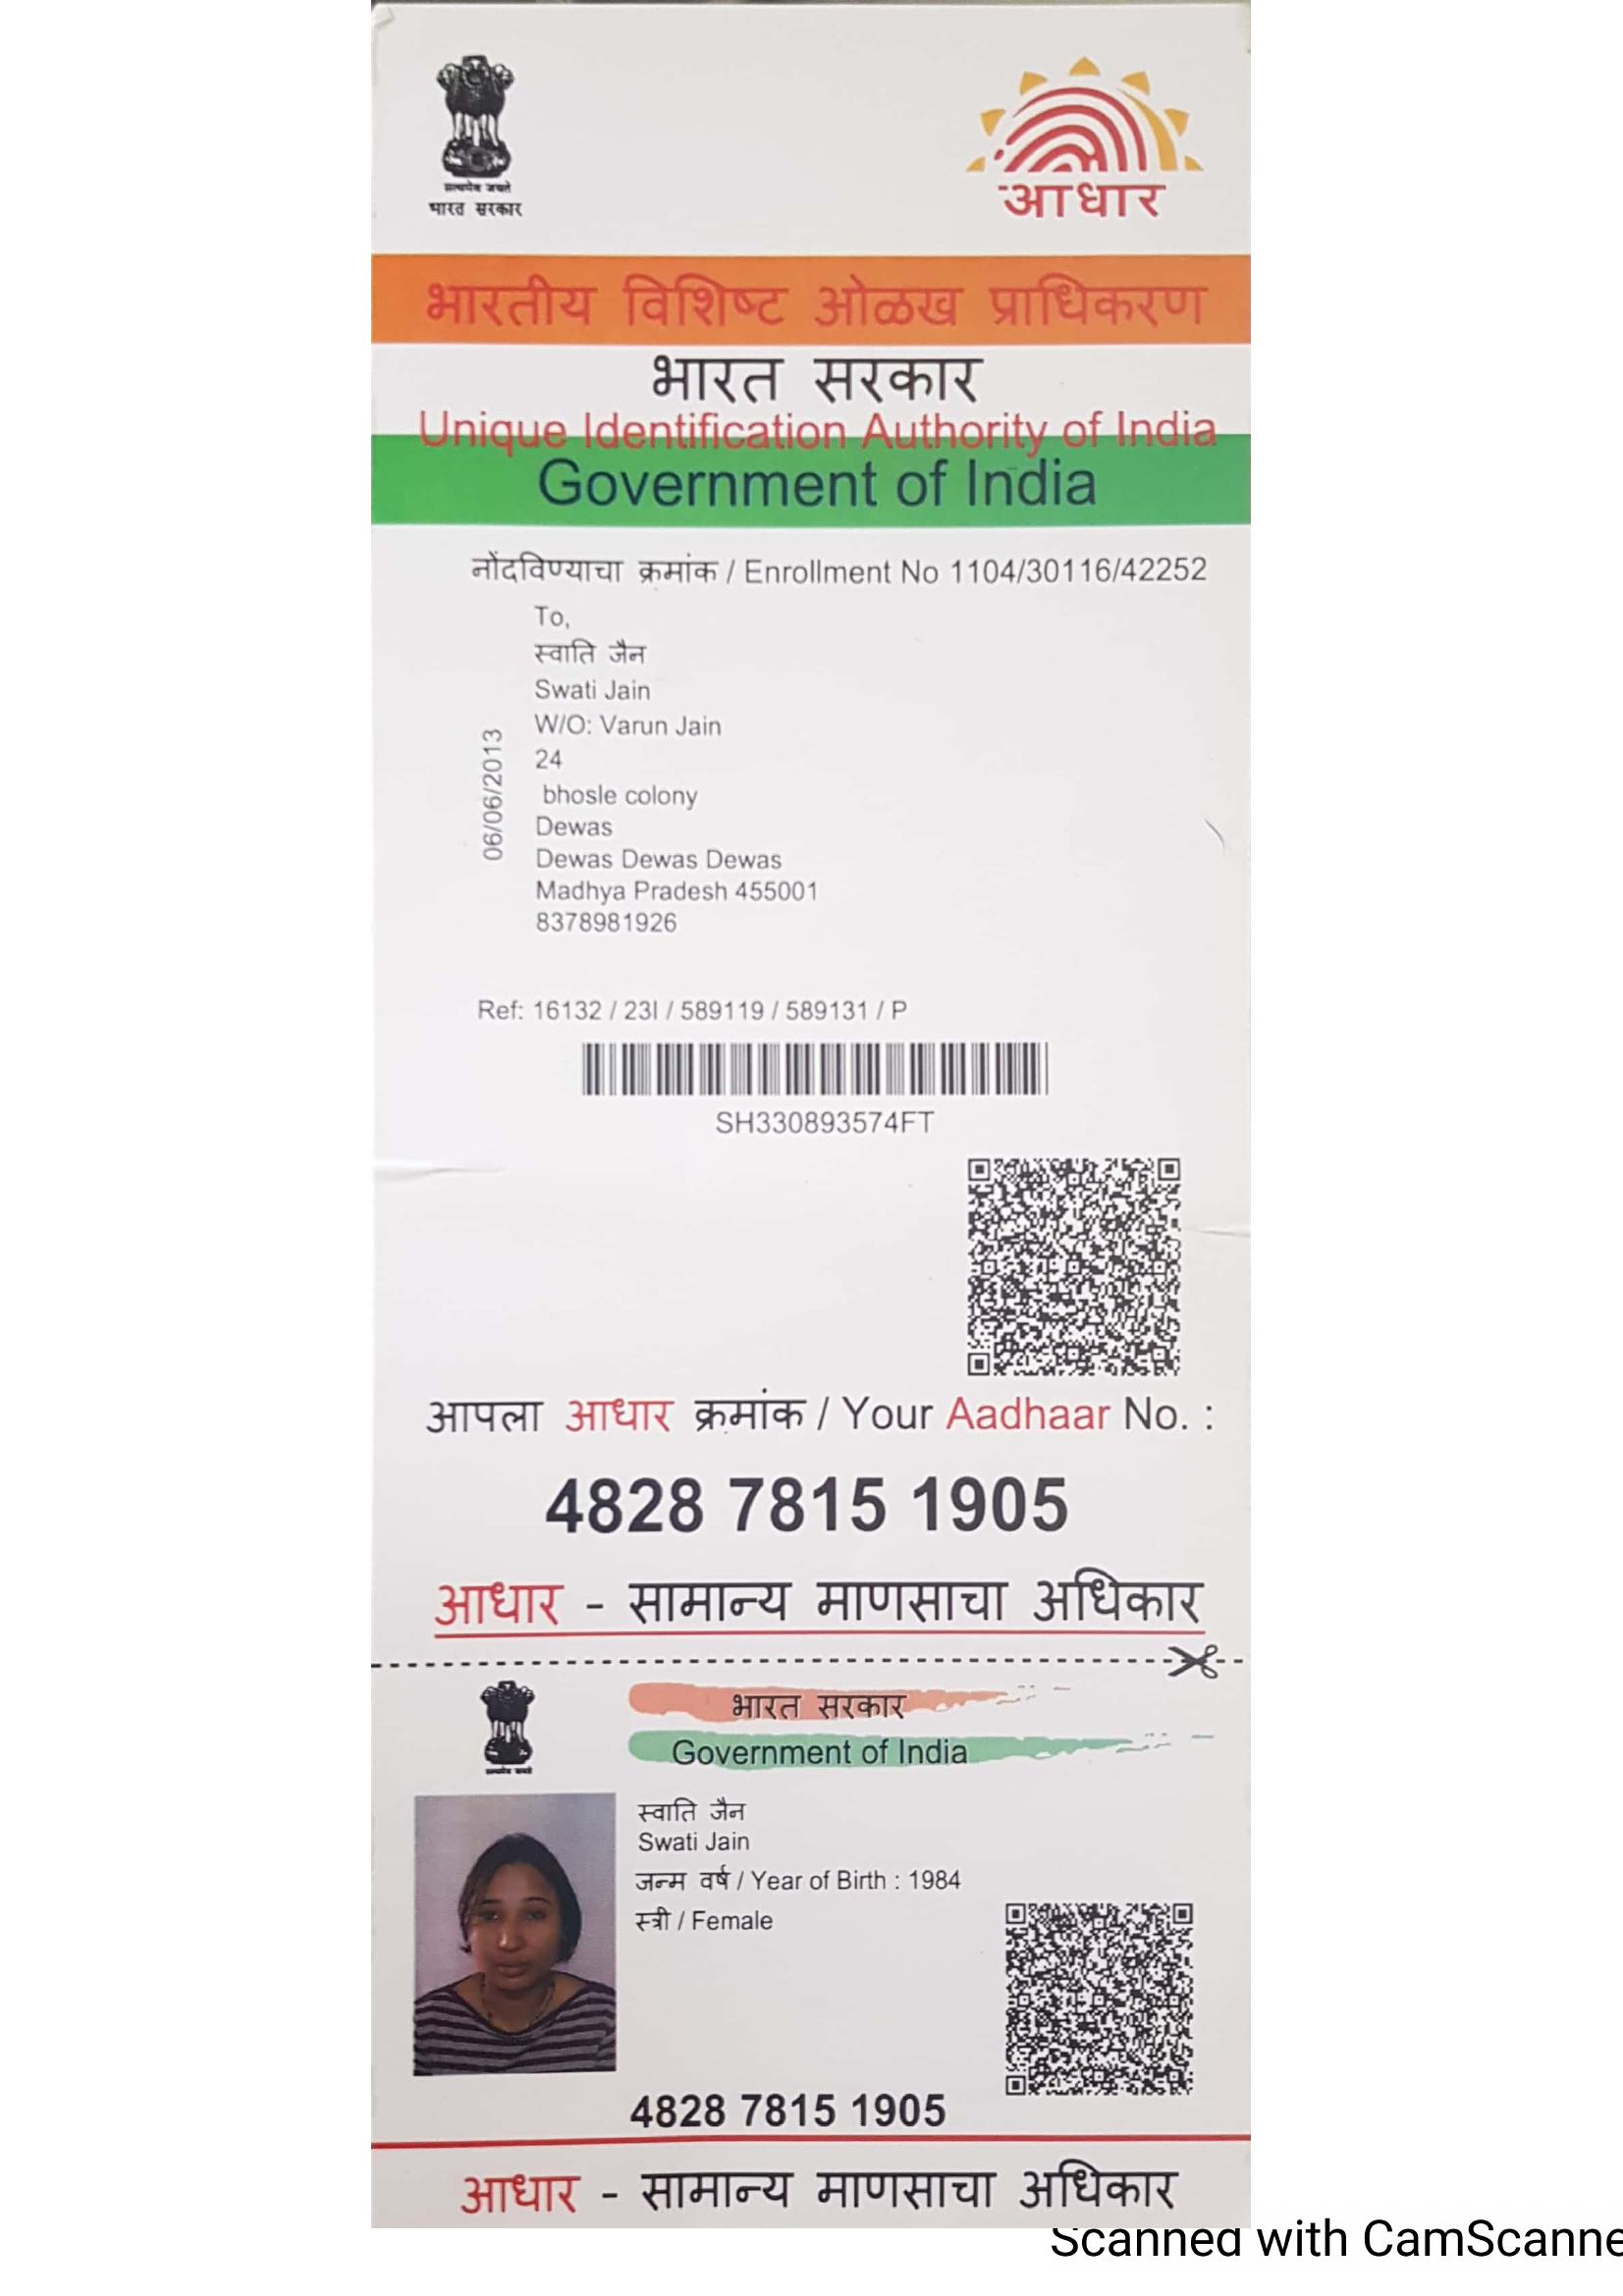 सत्यमेव जयते
भारत सरकार
आधार
भारतीय विशिष्ट ओळख प्राधिकरण
भारत सरकार
Unique Identification Authority of India
Government of India
नोंदविण्याचा क्रमांक / Enrollment No 1104/30116/42252
To,
स्वाति जैन
Swati Jain
W/O: Varun Jain
24
bhosle colony
Dewas
Dewas Dewas Dewas
Madhya Pradesh 455001
8378981926
06/06/2013
Ref: 16132 / 23I / 589119 / 589131 / P
SH330893574FT
आपला आधार क्रमांक / Your Aadhaar No. :
4828 7815 1905
आधार - सामान्य माणसाचा अधिकार
सत्यमेव जयते
भारत सरकार
Government of India
स्वाति जैन
Swati Jain
जन्म वर्ष / Year of Birth : 1984
स्त्री / Female
4828 7815 1905
आधार - सामान्य माणसाचा अधिकार
Scanned with CamScanne